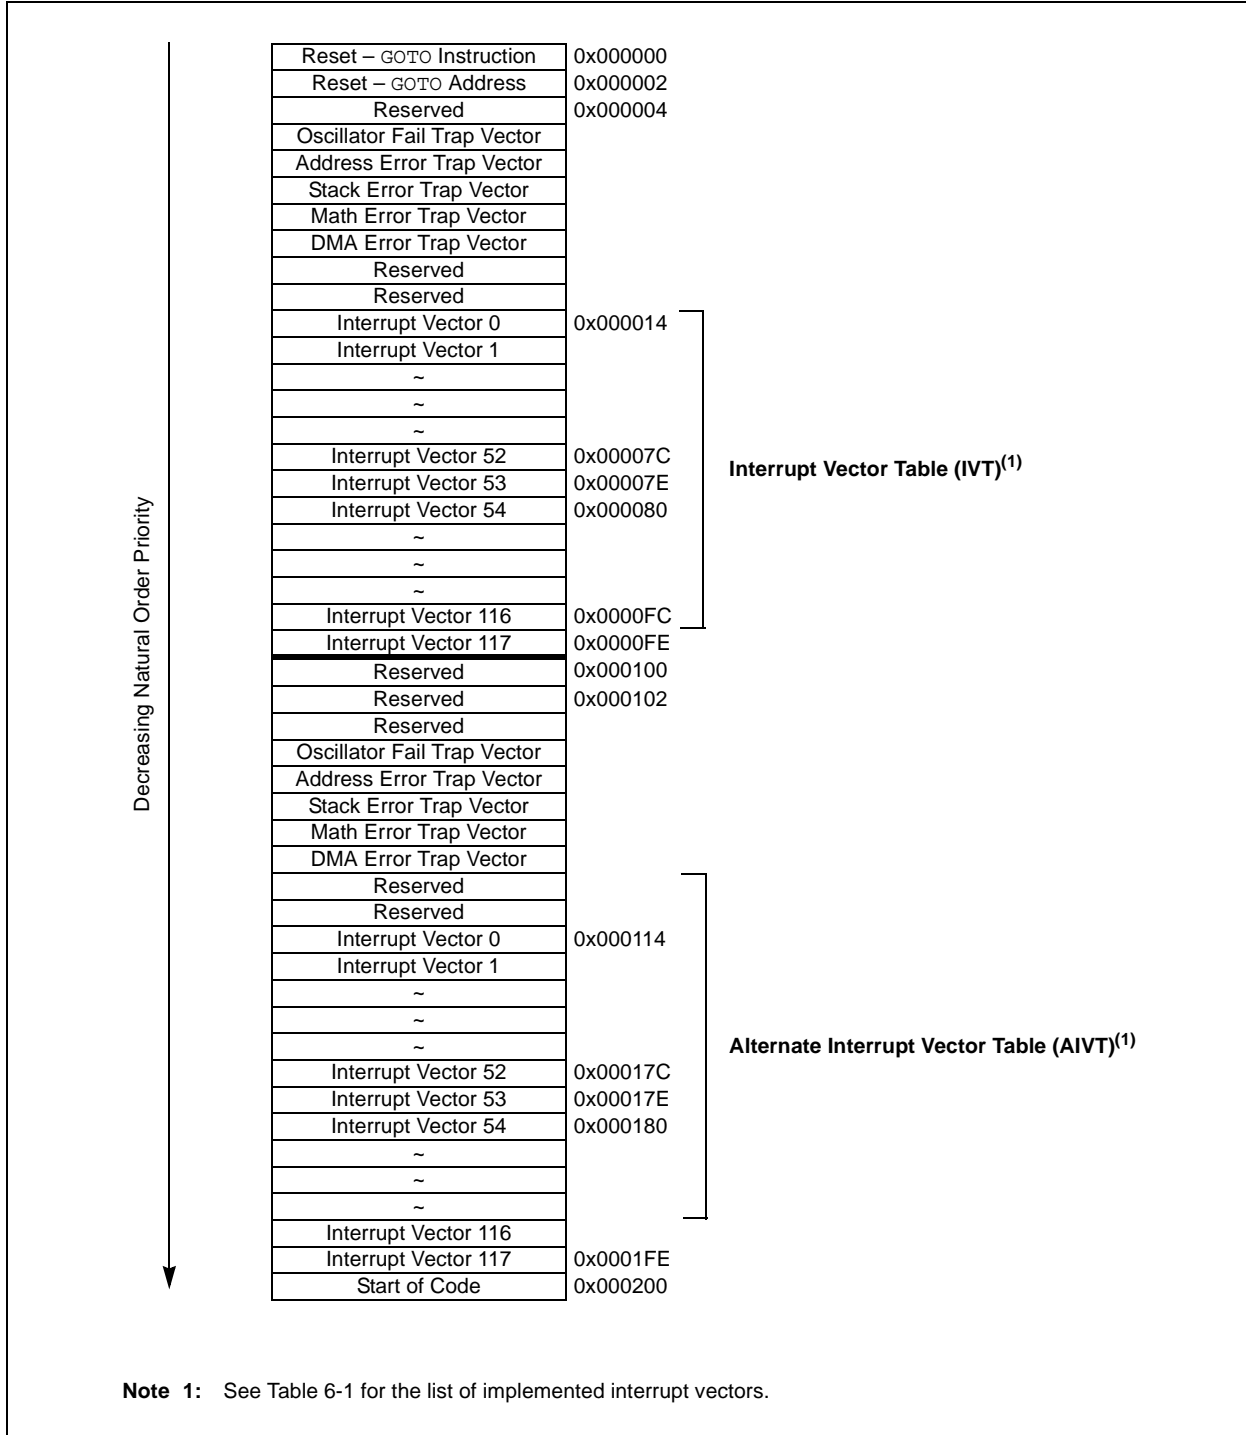 Reset – GOTO Instruction 0x000000
Reset – GOTO Address 0x000002
Reserved 0x000004
Oscillator Fail Trap Vector
Address Error Trap Vector
Stack Error Trap Vector
Math Error Trap Vector
DMA Error Trap Vector
Reserved
Reserved
Interrupt Vector 0 0x000014
Interrupt Vector 1
~
~
~
Interrupt Vector 52 0x00007C
Interrupt Vector Table (IVT)(1)
Interrupt Vector 53 0x00007E
Interrupt Vector 54 0x000080
~
~
~
Interrupt Vector 116 0x0000FC
Interrupt Vector 117 0x0000FE
Decreasing Natural Order Priority
Reserved 0x000100
Reserved 0x000102
Reserved
Oscillator Fail Trap Vector
Address Error Trap Vector
Stack Error Trap Vector
Math Error Trap Vector
DMA Error Trap Vector
Reserved
Reserved
Interrupt Vector 0 0x000114
Interrupt Vector 1
~
~
~
Alternate Interrupt Vector Table (AIVT)(1)
Interrupt Vector 52 0x00017C
Interrupt Vector 53 0x00017E
Interrupt Vector 54 0x000180
~
~
~
Interrupt Vector 116
Interrupt Vector 117 0x0001FE
Start of Code 0x000200
Note 1: See Table 6-1 for the list of implemented interrupt vectors.